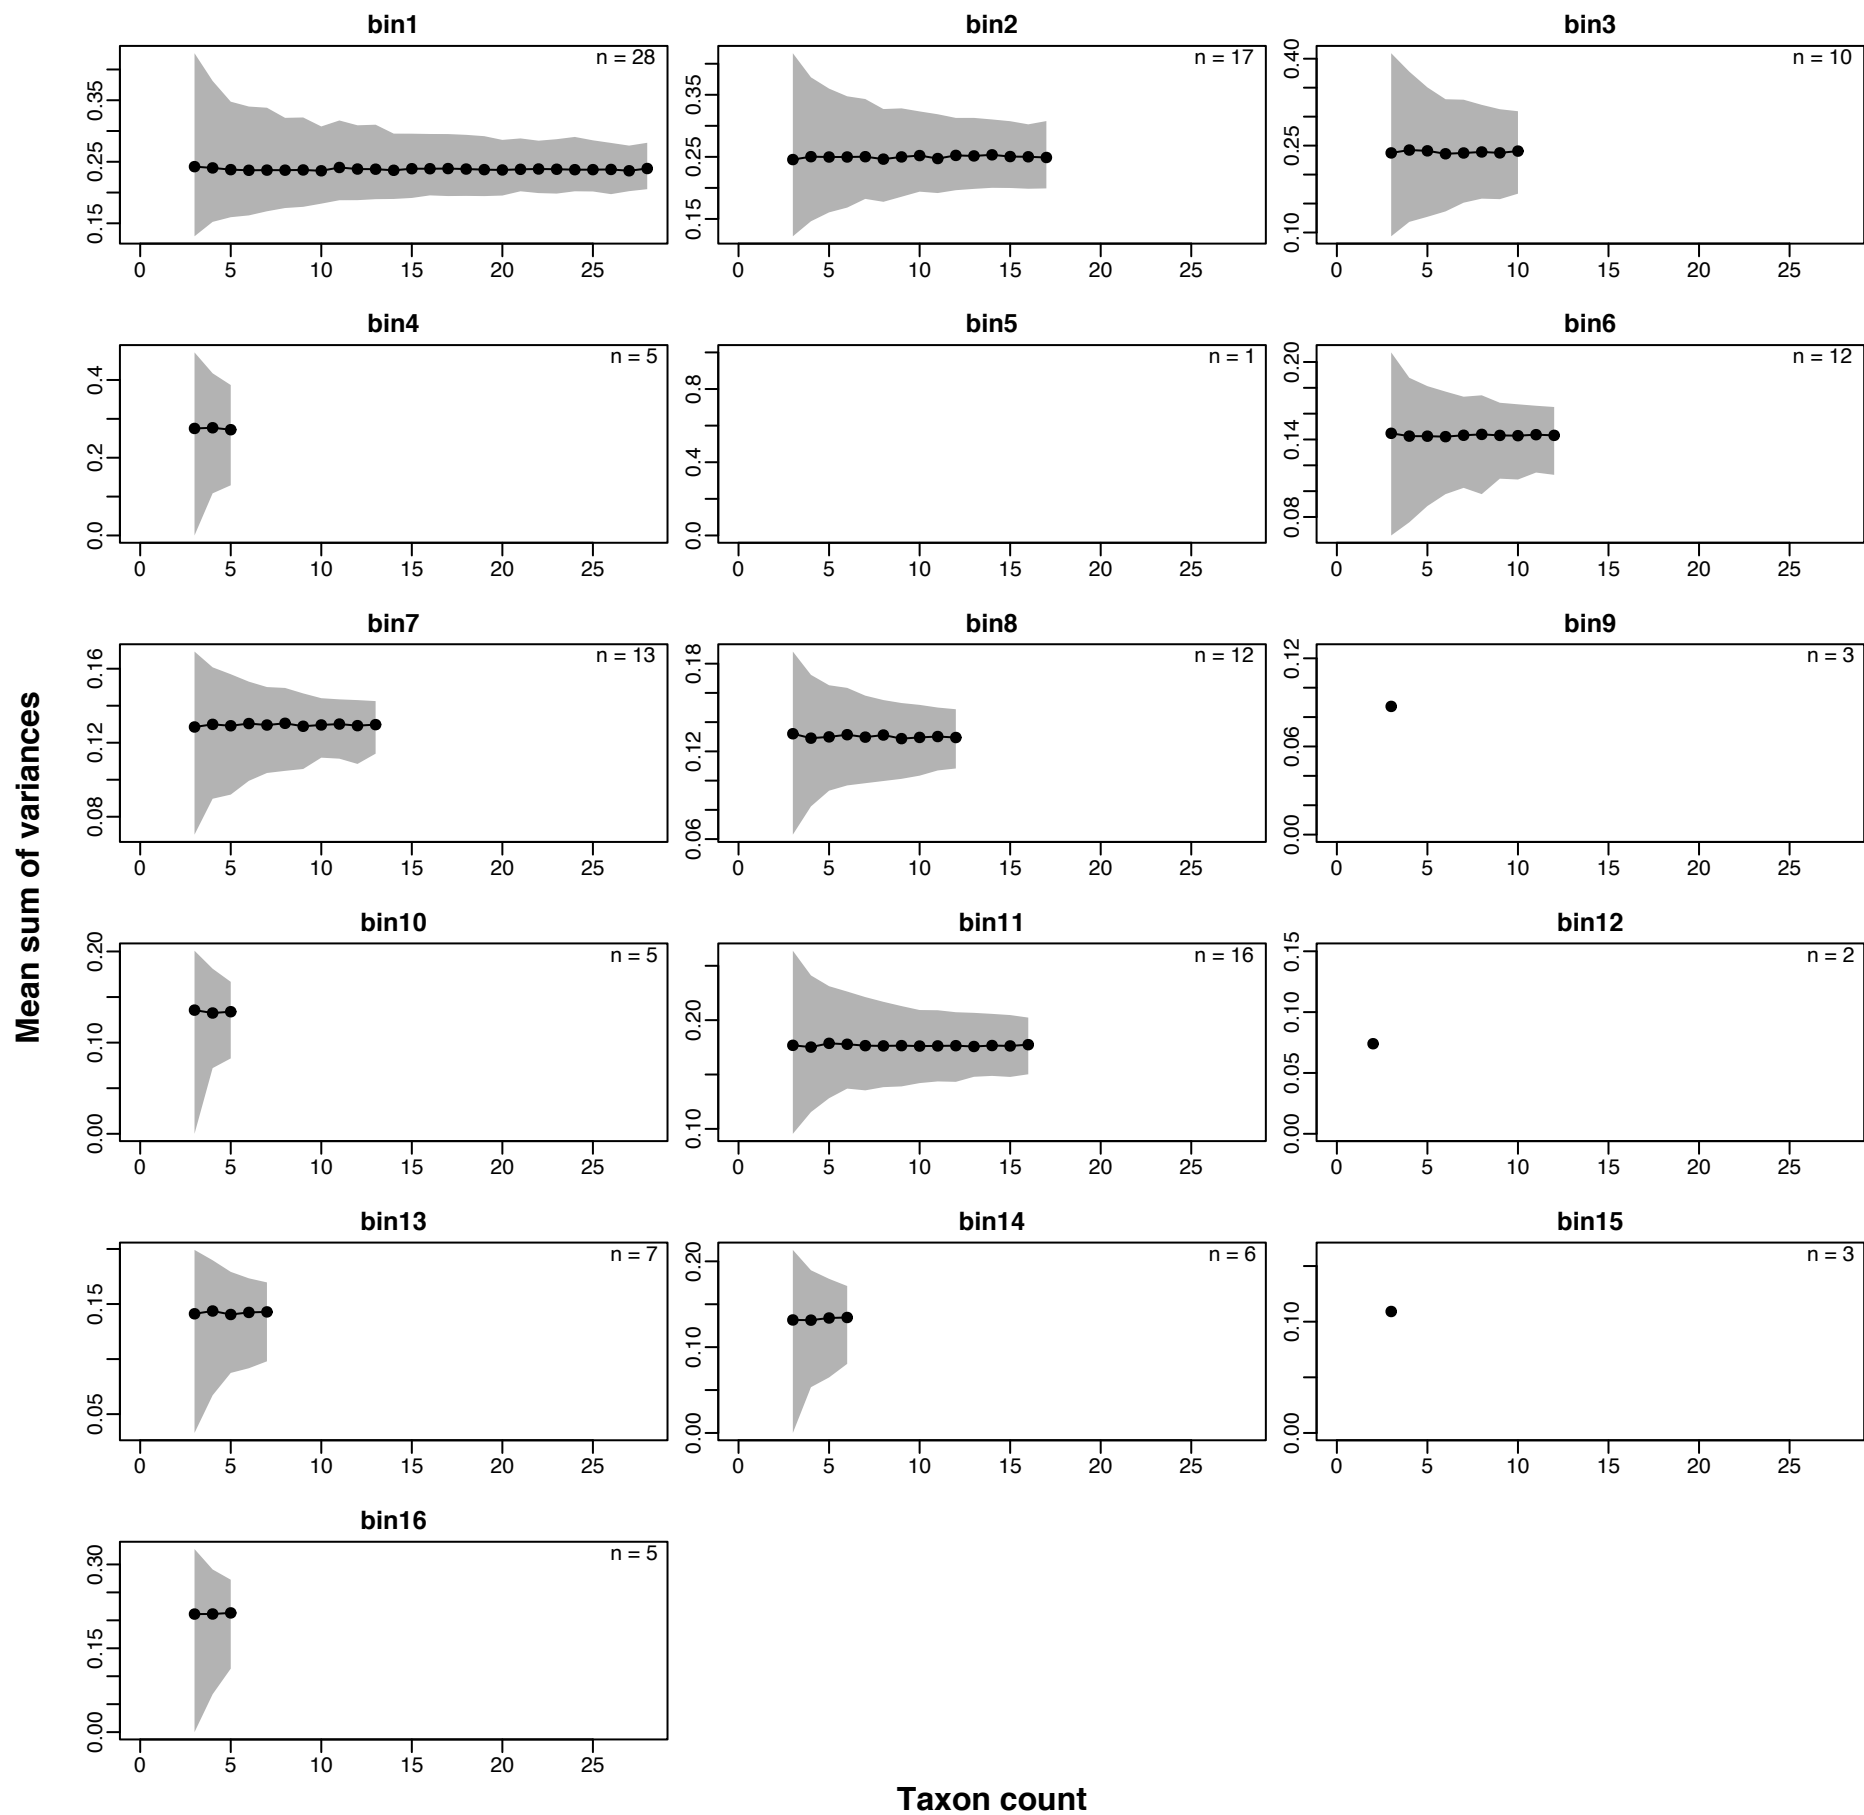 bin1
n = 28
0.15 0.25 0.35
0 5 10 15 20 25
bin2
n = 17
0.15 0.25 0.35
0 5 10 15 20 25
bin3
n = 10
0.10 0.25 0.40
0 5 10 15 20 25
bin4
n = 5
0.0 0.2 0.4
0 5 10 15 20 25
bin5
n = 1
0.0 0.4 0.8
0 5 10 15 20 25
bin6
n = 12
0.08 0.14 0.20
0 5 10 15 20 25
bin7
n = 13
0.08 0.12 0.16
0 5 10 15 20 25
bin8
n = 12
0.06 0.12 0.18
0 5 10 15 20 25
bin9
n = 3
0.00 0.06 0.12
0 5 10 15 20 25
Mean sum of variances
bin10
n = 5
0.00 0.10 0.20
0 5 10 15 20 25
bin11
n = 16
0.10 0.20
0 5 10 15 20 25
bin12
n = 2
0.00 0.05 0.10 0.15
0 5 10 15 20 25
bin13
n = 7
0.05 0.15
0 5 10 15 20 25
bin14
n = 6
0.00 0.10 0.20
0 5 10 15 20 25
bin15
n = 3
0.00 0.10
0 5 10 15 20 25
bin16
n = 5
0.00 0.15 0.30
0 5 10 15 20 25
Taxon count